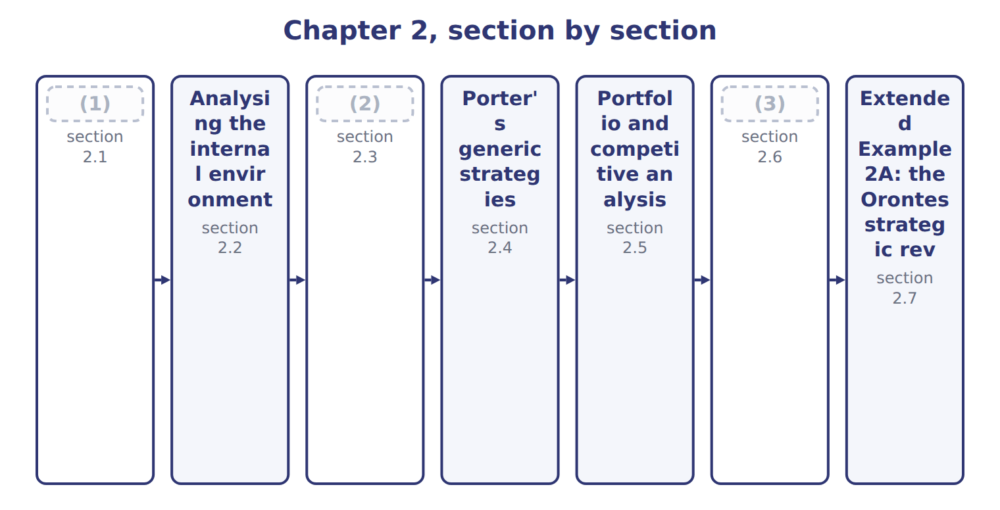 Chapter 2, section by section
(1)
section
2.1
Analysi
ng the
interna
l envir
onment
section
2.2
(2)
section
2.3
Porter'
s
generic
strateg
ies
section
2.4
Portfol
io and
competi
tive an
alysis
section
2.5
(3)
section
2.6
Extende
d
Example
2A: the
Orontes
strateg
ic rev
section
2.7